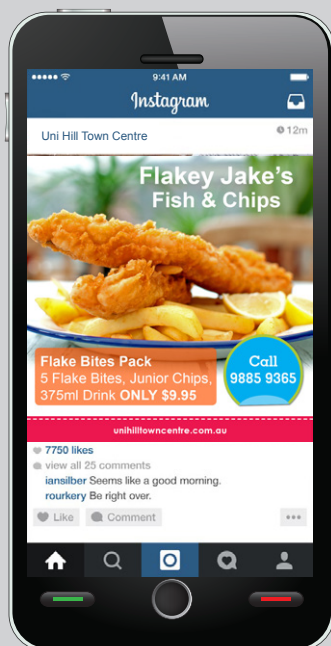 9:41 AM
Instagram
Uni Hill Town Centre
12m
Flakey Jake's
Fish & Chips
Flake Bites Pack
5 Flake Bites, Junior Chips,
375ml Drink ONLY $9.95
Call
9885 9365
unihilltowncentre.com.au
7750 likes
view all 25 comments
iansilber Seems like a good morning.
rourkery Be right over.
Like
Comment